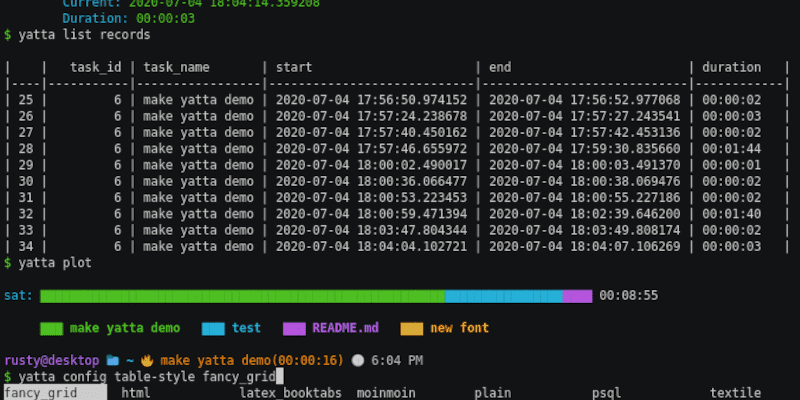 Current: 2020-07-04 18:04:14.359208
Duration: 00:00:03
$ yatta list records
|    |   task_id | task_name      | start                      | end                        | duration   |
|----|-----------|----------------|----------------------------|----------------------------|------------|
| 25 |         6 | make yatta demo | 2020-07-04 17:56:50.974152 | 2020-07-04 17:56:52.977068 | 00:00:02   |
| 26 |         6 | make yatta demo | 2020-07-04 17:57:24.238678 | 2020-07-04 17:57:27.243541 | 00:00:03   |
| 27 |         6 | make yatta demo | 2020-07-04 17:57:40.450162 | 2020-07-04 17:57:42.453136 | 00:00:02   |
| 28 |         6 | make yatta demo | 2020-07-04 17:57:46.655972 | 2020-07-04 17:59:30.835660 | 00:01:44   |
| 29 |         6 | make yatta demo | 2020-07-04 18:00:02.490017 | 2020-07-04 18:00:03.491370 | 00:00:01   |
| 30 |         6 | make yatta demo | 2020-07-04 18:00:36.066477 | 2020-07-04 18:00:38.069476 | 00:00:02   |
| 31 |         6 | make yatta demo | 2020-07-04 18:00:53.223453 | 2020-07-04 18:00:55.227186 | 00:00:02   |
| 32 |         6 | make yatta demo | 2020-07-04 18:00:59.471394 | 2020-07-04 18:02:39.646200 | 00:01:40   |
| 33 |         6 | make yatta demo | 2020-07-04 18:03:47.804344 | 2020-07-04 18:03:49.808174 | 00:00:02   |
| 34 |         6 | make yatta demo | 2020-07-04 18:04:04.102721 | 2020-07-04 18:04:07.106269 | 00:00:03   |
$ yatta plot
sat: 00:08:55
make yatta demo test README.md new font
rusty@desktop ~ make yatta demo(00:00:16) 6:04 PM
$ yatta config table-style fancy_grid
fancy_grid html latex_booktabs moinmoin plain psql textile